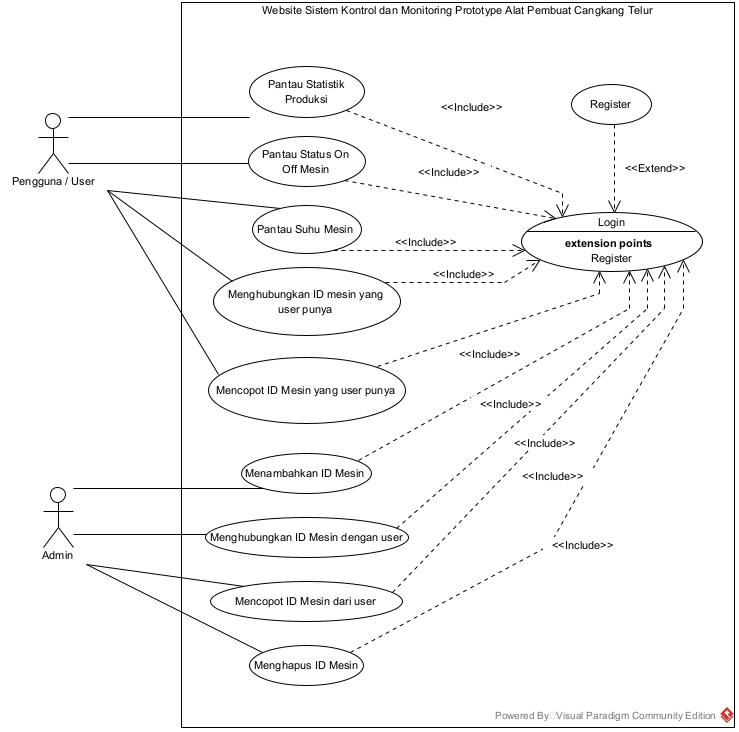 Website Sistem Kontrol dan Monitoring Prototype Alat Pembuat Cangkang Telur
Pantau Statistik
Produksi
<<Include>>
Register
Pantau Status On
Off Mesin
<<Include>>
<<Extend>>
Pengguna / User
Pantau Suhu Mesin
<<Include>>
Login
extension points
Register
Menghubungkan ID mesin yang
user punya
<<Include>>
Mencopot ID Mesin yang user punya
<<Include>>
<<Include>>
<<Include>>
Menambahkan ID Mesin
<<Include>>
Admin
Menghubungkan ID Mesin dengan user
<<Include>>
Mencopot ID Mesin dari user
Menghapus ID Mesin
Powered By Visual Paradigm Community Edition